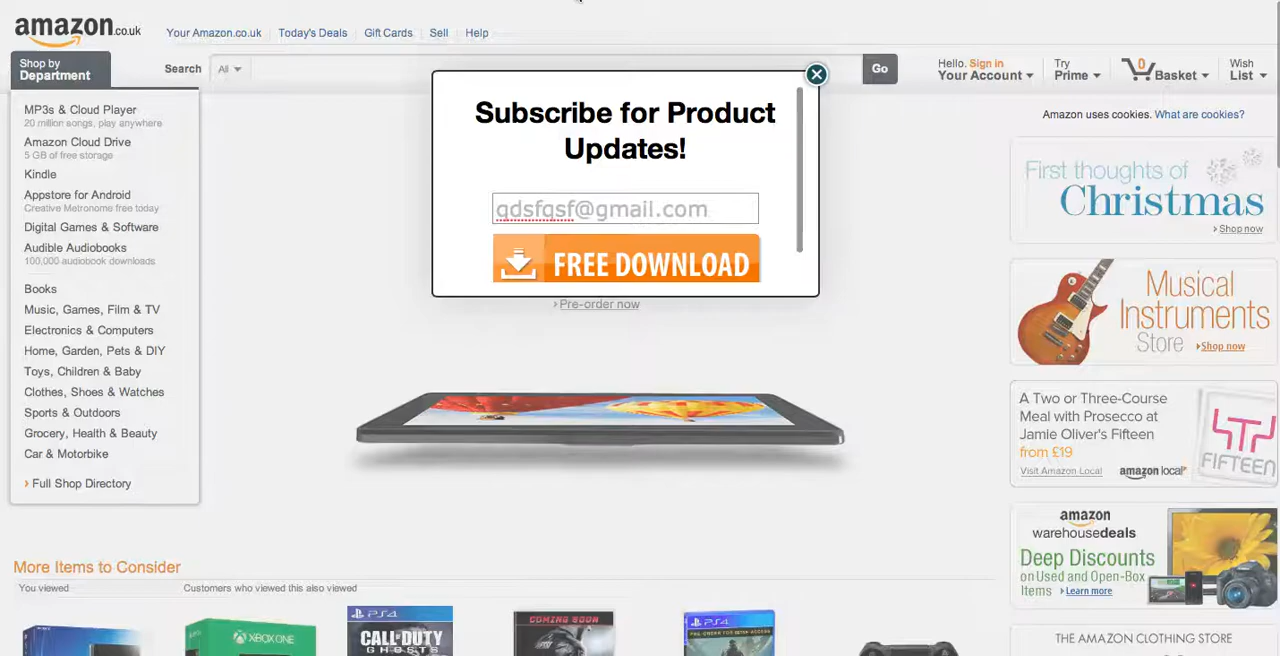 amazon.co.uk
Your Amazon.co.uk Today's Deals Gift Cards Sell Help
Shop by
Department
Search All Go
Hello. Sign in
Your Account
Try
Prime
0
Basket
Wish
List
MP3s & Cloud Player
20 million songs, play anywhere
Amazon Cloud Drive
5 GB of free storage
Kindle
Appstore for Android
Creative Metronome free today
Digital Games & Software
Audible Audiobooks
100,000 audiobook downloads
Books
Music, Games, Film & TV
Electronics & Computers
Home, Garden, Pets & DIY
Toys, Children & Baby
Clothes, Shoes & Watches
Sports & Outdoors
Grocery, Health & Beauty
Car & Motorbike
Full Shop Directory
Subscribe for Product
Updates!
qdsfqsf@gmail.com
FREE DOWNLOAD
Pre-order now
Amazon uses cookies. What are cookies?
First thoughts of
Christmas
Shop now
Musical
Instruments
Store Shop now
A Two or Three-Course
Meal with Prosecco at
Jamie Oliver's Fifteen
from £19
Visit Amazon Local amazon local
FIFTEEN
amazon
warehousedeals
Deep Discounts
on Used and Open-Box
Items Learn more
THE AMAZON CLOTHING STORE
More Items to Consider
You viewed Customers who viewed this also viewed
XBOX ONE
PS4
CALL·DUTY
GHOSTS
COMING SOON
PS4